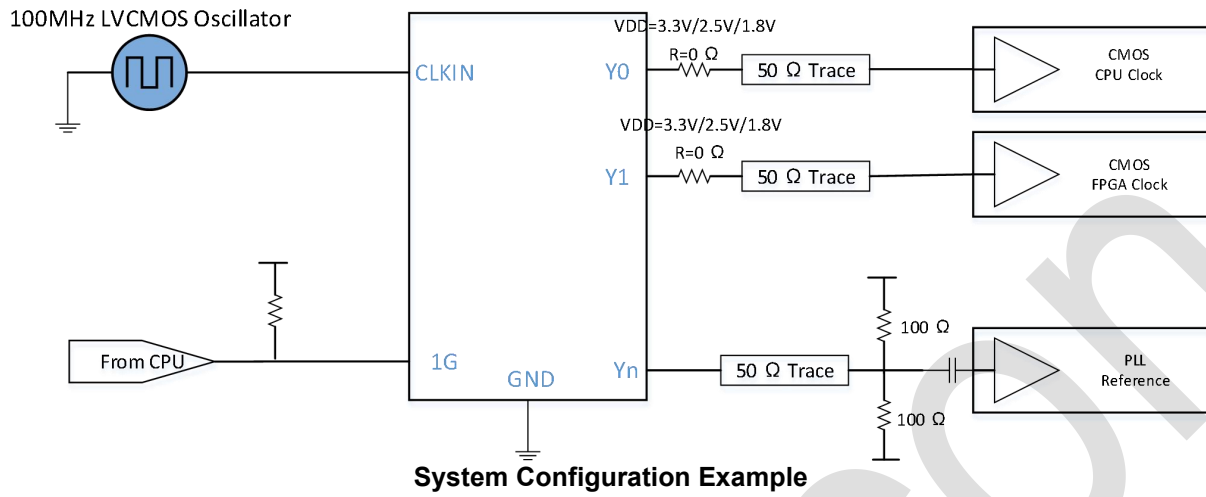 100MHz LVCMOS Oscillator
VDD=3.3V/2.5V/1.8V
R=0 Ω
CLKIN
Y0
50 Ω Trace
CMOS
CPU Clock
VDD=3.3V/2.5V/1.8V
R=0 Ω
Y1
50 Ω Trace
CMOS
FPGA Clock
100 Ω
From CPU
1G
GND
Yn
50 Ω Trace
PLL
Reference
100 Ω
System Configuration Example